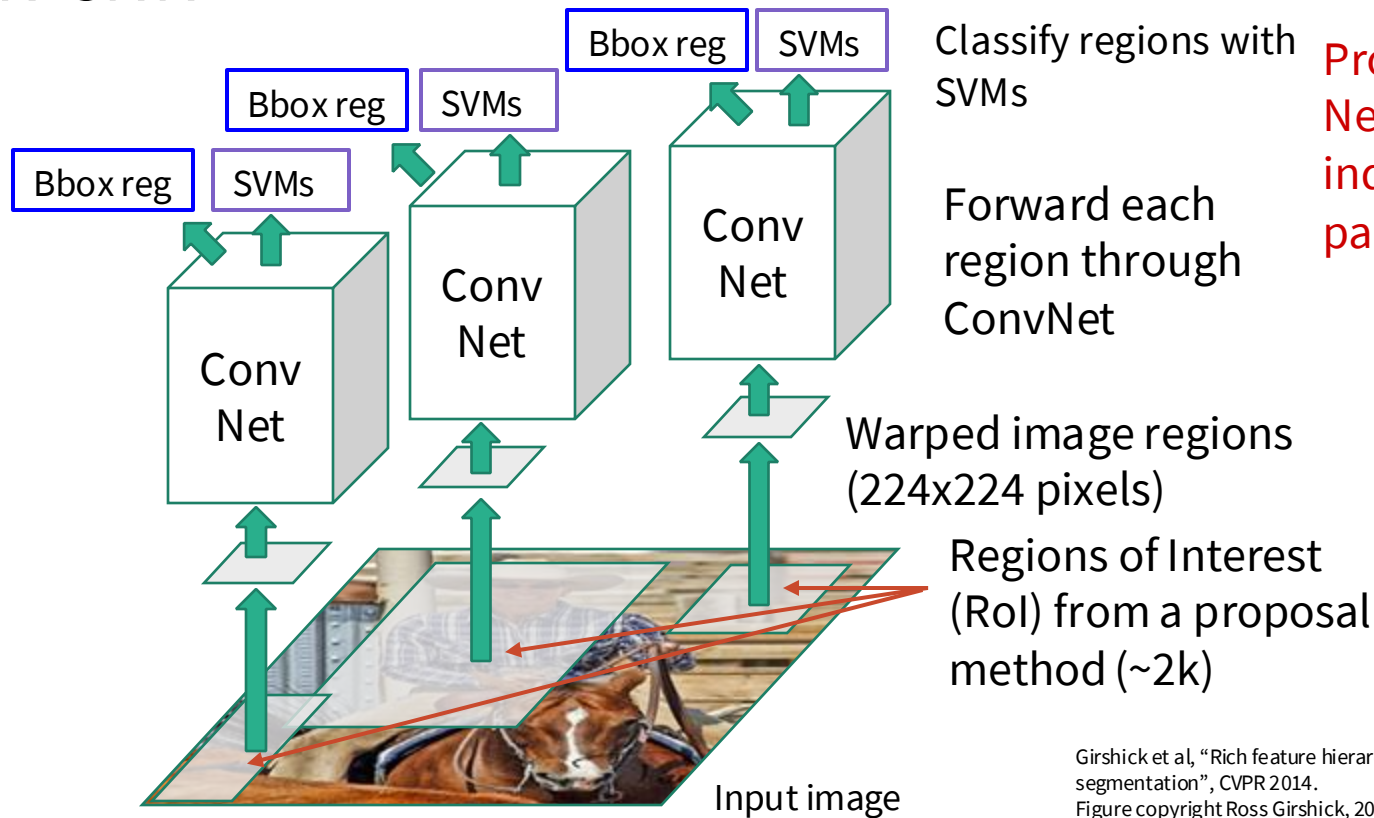 Bbox reg
SVMs
Classify regions with
SVMs
Bbox reg
SVMs
Bbox reg
SVMs
Forward each
region through
ConvNet
Conv
Net
Conv
Net
Conv
Net
Warped image regions
(224x224 pixels)
Regions of Interest
(RoI) from a proposal
method (~2k)
Input image
Girshick et al, “Rich feature
segmentation”, CVPR 2014.
Figure copyright Ross Girshick,